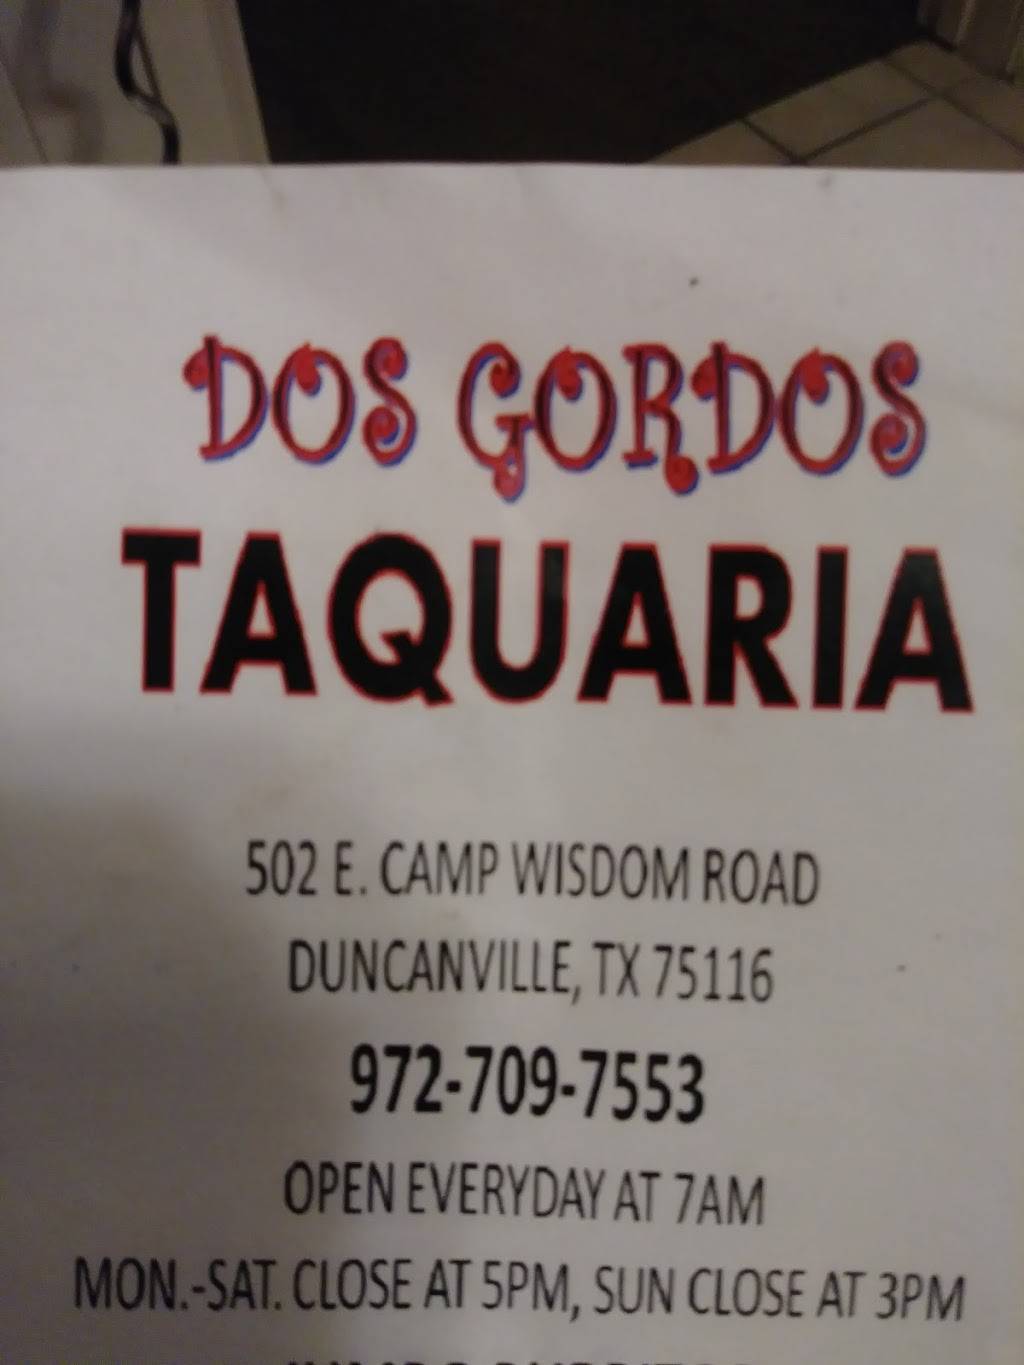 DOS GORDOS
TAQUARIA
502 E. CAMP WISDOM ROAD
DUNCANVILLE, TX 75116
972-709-7553
OPEN EVERYDAY AT 7AM
MON.-SAT. CLOSE AT 5PM, SUN CLOSE AT 3PM